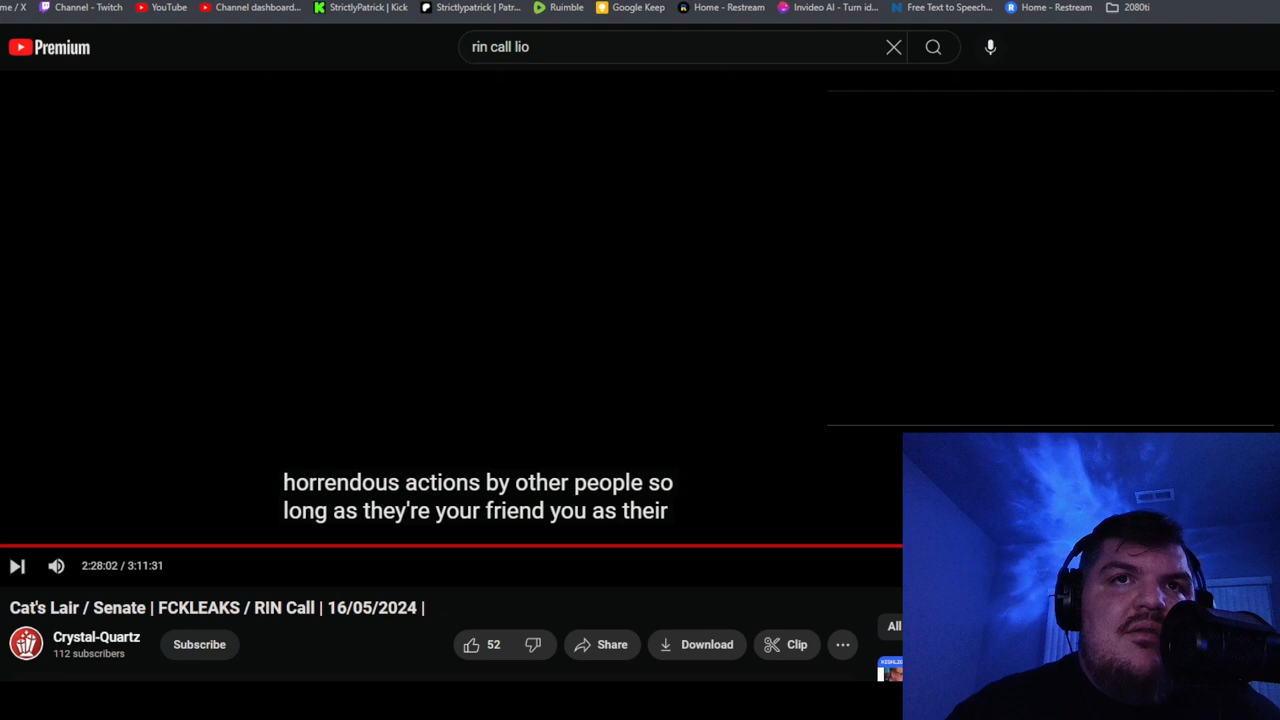 me / X Channel - Twitch YouTube Channel dashboard... StrictlyPatrick | Kick Strictlypatrick | Patr... Rumble Google Keep Home - Restream Invideo AI - Turn id... Free Text to Speech... Home - Restream 2080ti
Premium rin call lio
horrendous actions by other people so
long as they're your friend you as their
2:28:02 / 3:11:31
Cat's Lair / Senate | FCKLEAKS / RIN Call | 16/05/2024 |
Crystal-Quartz
112 subscribers
Subscribe
52
Share
Download
Clip
All
HIGHLIG